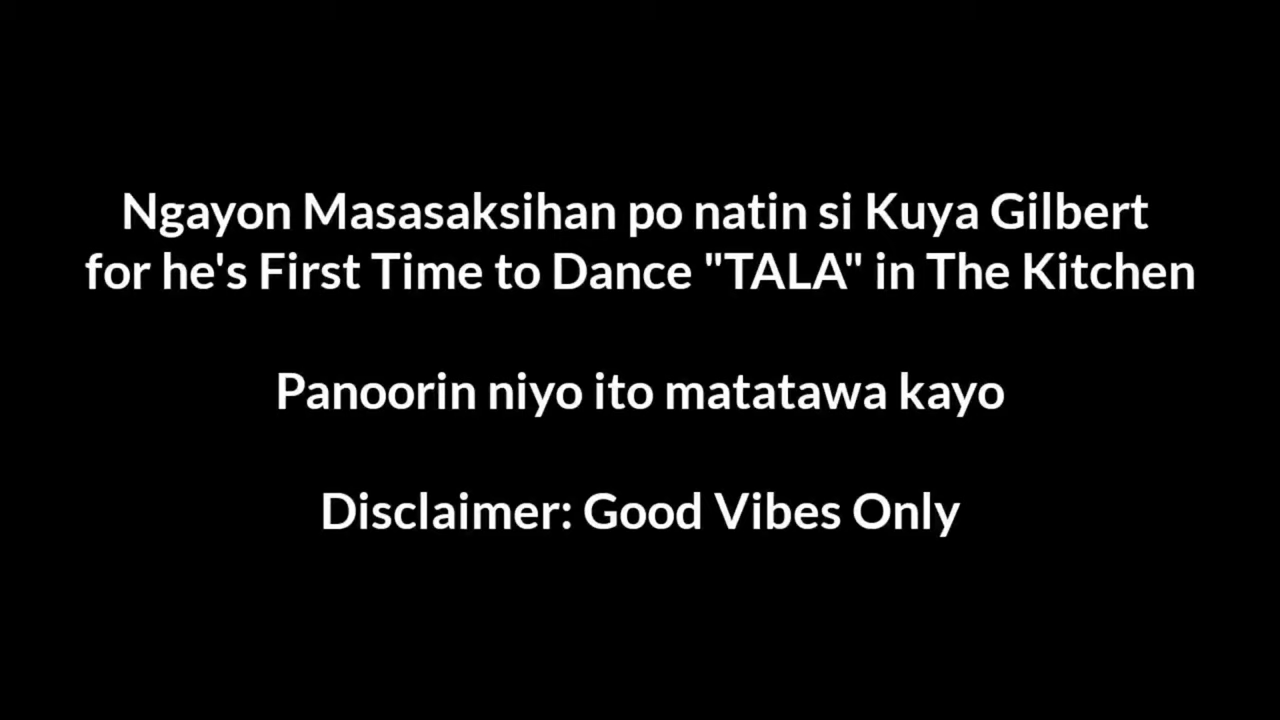 Ngayon Masasaksihan po natin si Kuya Gilbert
for he's First Time to Dance "TALA" in The Kitchen
Panoorin niyo ito matatawa kayo
Disclaimer: Good Vibes Only